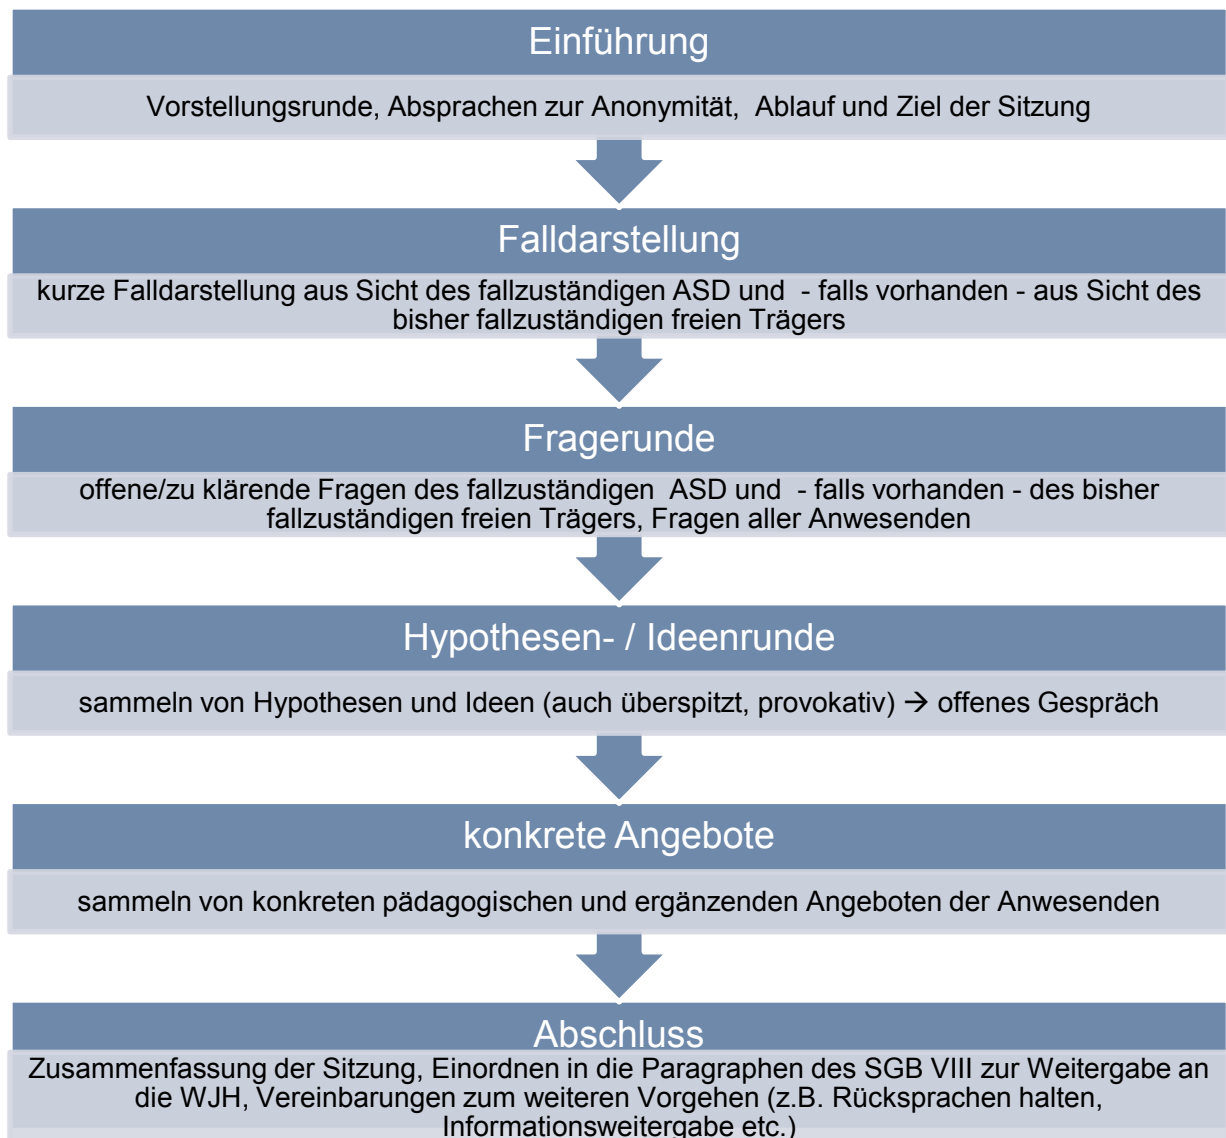 Einführung
Vorstellungsrunde, Absprachen zur Anonymität,  Ablauf und Ziel der Sitzung
Falldarstellung
kurze Falldarstellung aus Sicht des fallzuständigen ASD und  - falls vorhanden - aus Sicht des
bisher fallzuständigen freien Trägers
Fragerunde
offene/zu klärende Fragen des fallzuständigen  ASD und  - falls vorhanden - des bisher
fallzuständigen freien Trägers, Fragen aller Anwesenden
Hypothesen- / Ideenrunde
sammeln von Hypothesen und Ideen (auch überspitzt, provokativ) → offenes Gespräch
konkrete Angebote
sammeln von konkreten pädagogischen und ergänzenden Angeboten der Anwesenden
Abschluss
Zusammenfassung der Sitzung, Einordnen in die Paragraphen des SGB VIII zur Weitergabe an
die WJH, Vereinbarungen zum weiteren Vorgehen (z.B. Rücksprachen halten,
Informationsweitergabe etc.)